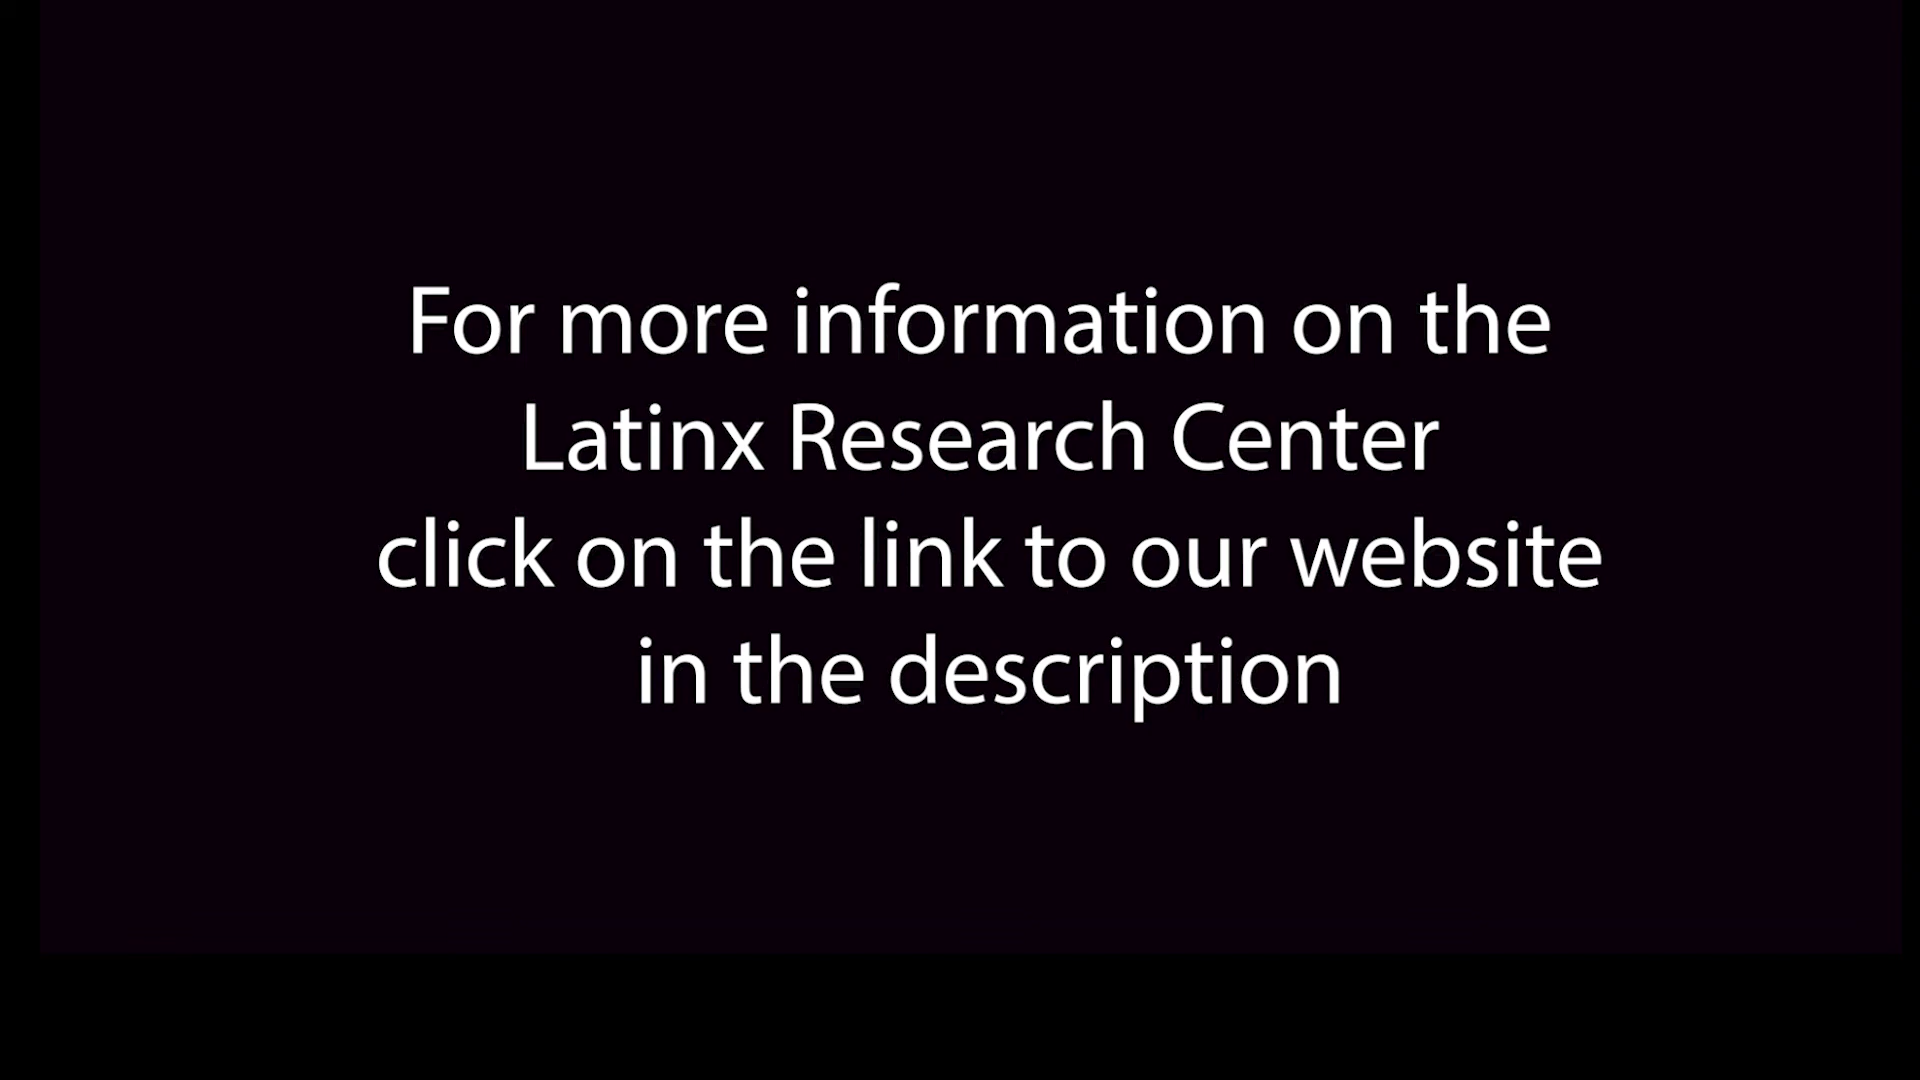 For more information on the
Latinx Research Center
click on the link to our website
in the description